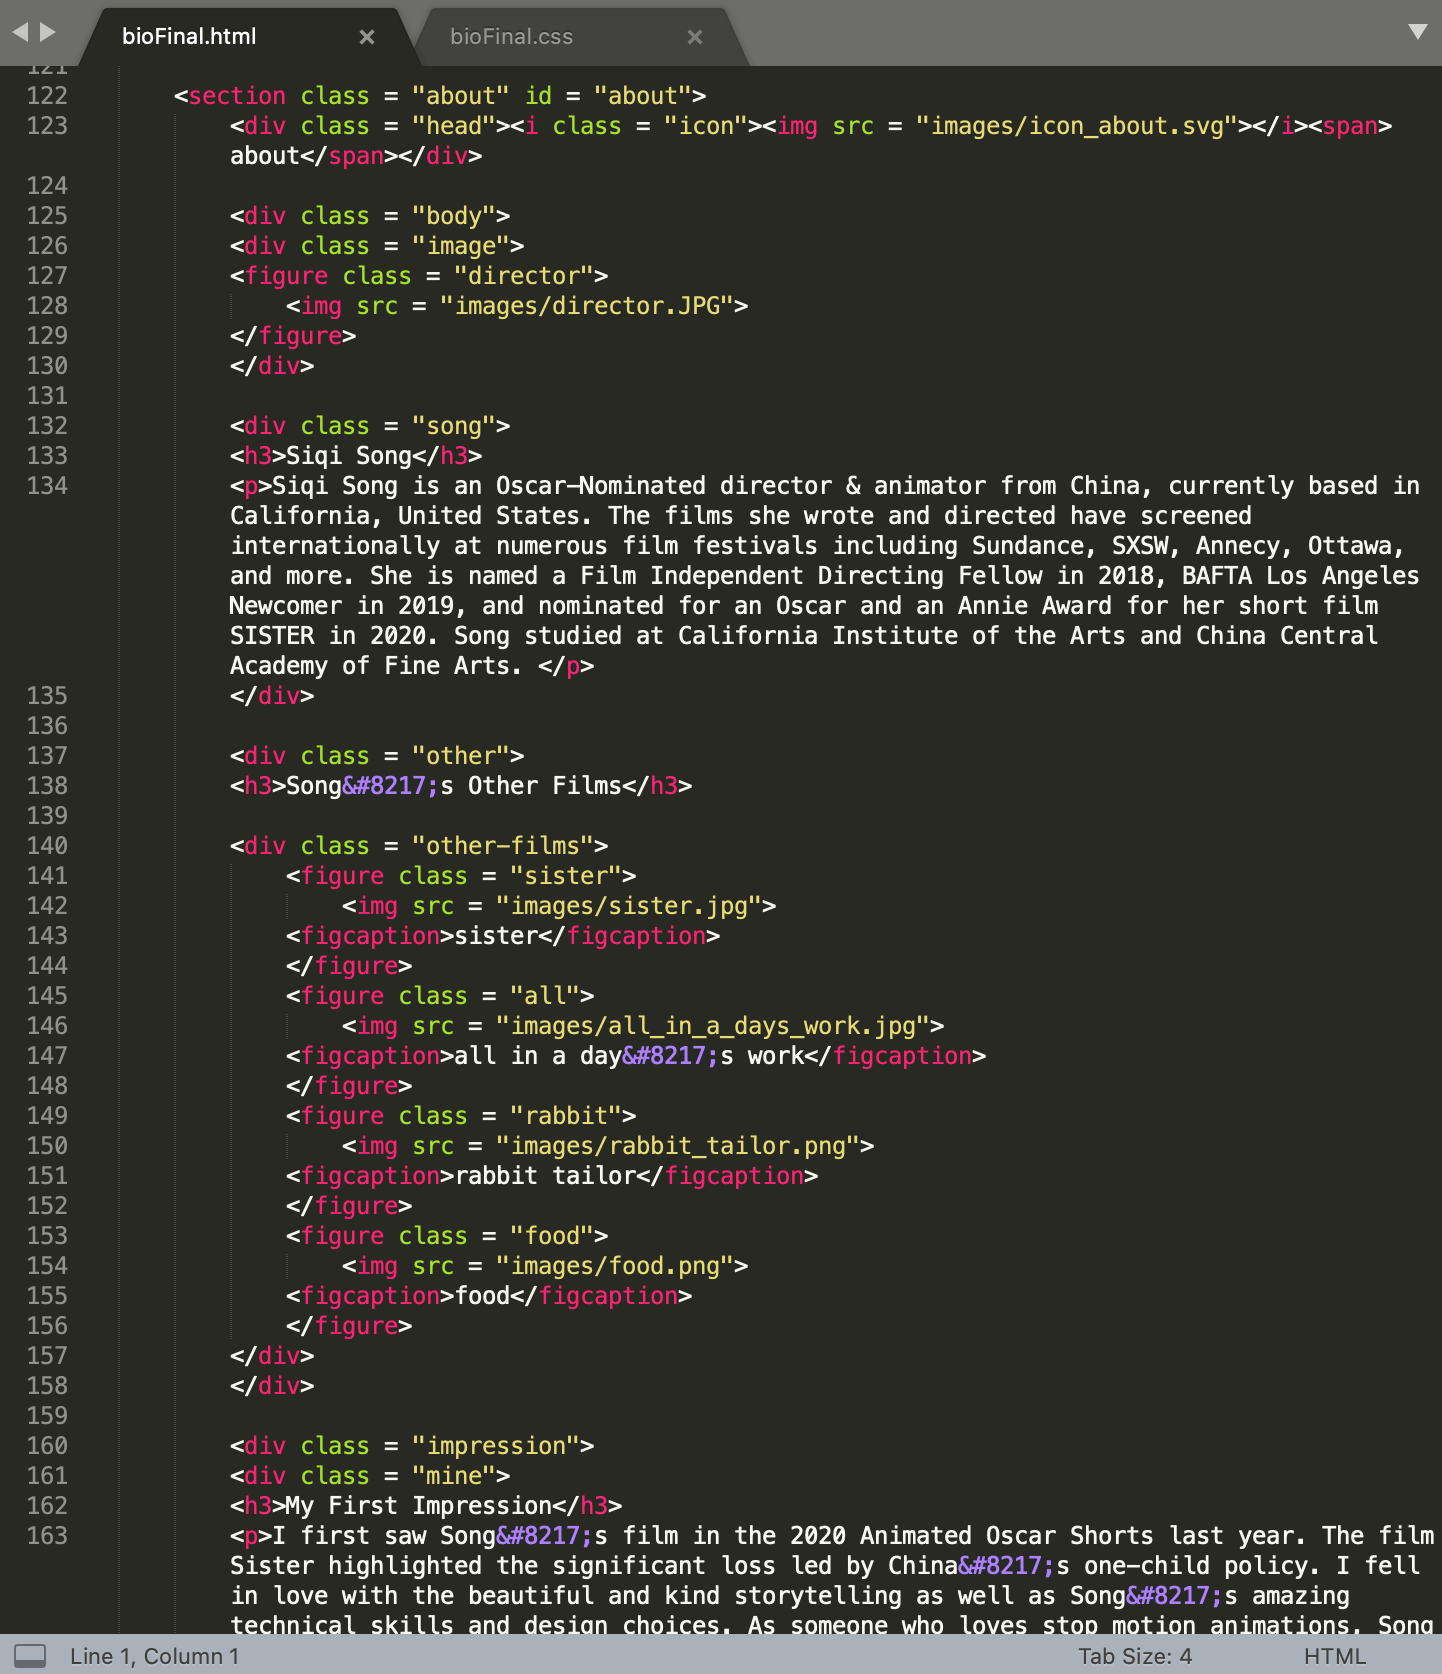 bioFinal.html ×
bioFinal.css ×
121
122 <section class = "about" id = "about">
123 <div class = "head"><i class = "icon"><img src = "images/icon_about.svg"></i><span>
about</span></div>
124
125 <div class = "body">
126 <div class = "image">
127 <figure class = "director">
128 <img src = "images/director.JPG">
129 </figure>
130 </div>
131
132 <div class = "song">
133 <h3>Siqi Song</h3>
134 <p>Siqi Song is an Oscar-Nominated director & animator from China, currently based in
California, United States. The films she wrote and directed have screened
internationally at numerous film festivals including Sundance, SXSW, Annecy, Ottawa,
and more. She is named a Film Independent Directing Fellow in 2018, BAFTA Los Angeles
Newcomer in 2019, and nominated for an Oscar and an Annie Award for her short film
SISTER in 2020. Song studied at California Institute of the Arts and China Central
Academy of Fine Arts. </p>
135 </div>
136
137 <div class = "other">
138 <h3>Song&#8217;s Other Films</h3>
139
140 <div class = "other-films">
141 <figure class = "sister">
142 <img src = "images/sister.jpg">
143 <figcaption>sister</figcaption>
144 </figure>
145 <figure class = "all">
146 <img src = "images/all_in_a_days_work.jpg">
147 <figcaption>all in a day&#8217;s work</figcaption>
148 </figure>
149 <figure class = "rabbit">
150 <img src = "images/rabbit_tailor.png">
151 <figcaption>rabbit tailor</figcaption>
152 </figure>
153 <figure class = "food">
154 <img src = "images/food.png">
155 <figcaption>food</figcaption>
156 </figure>
157 </div>
158 </div>
159
160 <div class = "impression">
161 <div class = "mine">
162 <h3>My First Impression</h3>
163 <p>I first saw Song&#8217;s film in the 2020 Animated Oscar Shorts last year. The film
Sister highlighted the significant loss led by China&#8217;s one-child policy. I fell
in love with the beautiful and kind storytelling as well as Song&#8217;s amazing
technical skills and design choices. As someone who loves stop motion animations, Song
Line 1, Column 1
Tab Size: 4
HTML